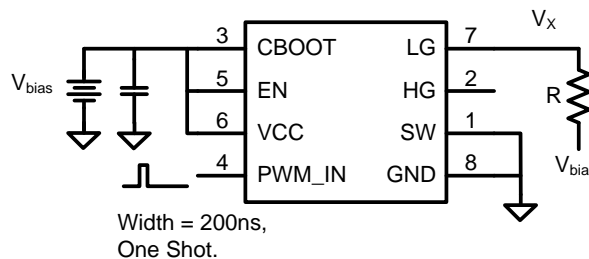 V_X
3 CBOOT LG 7
V_bias
5 EN HG 2
R
6 VCC SW 1
4 PWM_IN GND 8
V_bia
Width = 200ns,
One Shot.